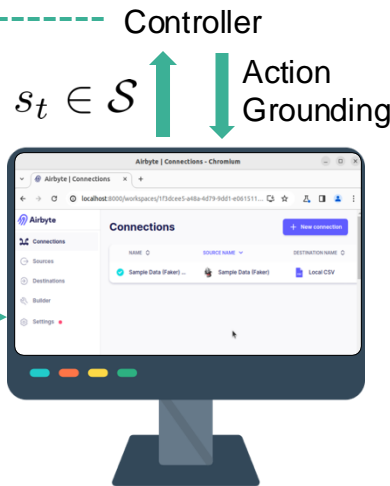 Controller
s_t ∈ S
Action
Grounding
Airbyte | Connections - Chromium
Airbyte | Connections × +
localhost:8000/workspaces/1f3dcee5-a48a-4d79-9dd1-e061511...
Airbyte
Connections
+ New connection
Connections
Sources
Destinations
Builder
Settings
NAME SOURCE NAME DESTINATION NAME
Sample Data (Faker) ... Sample Data (Faker) Local CSV